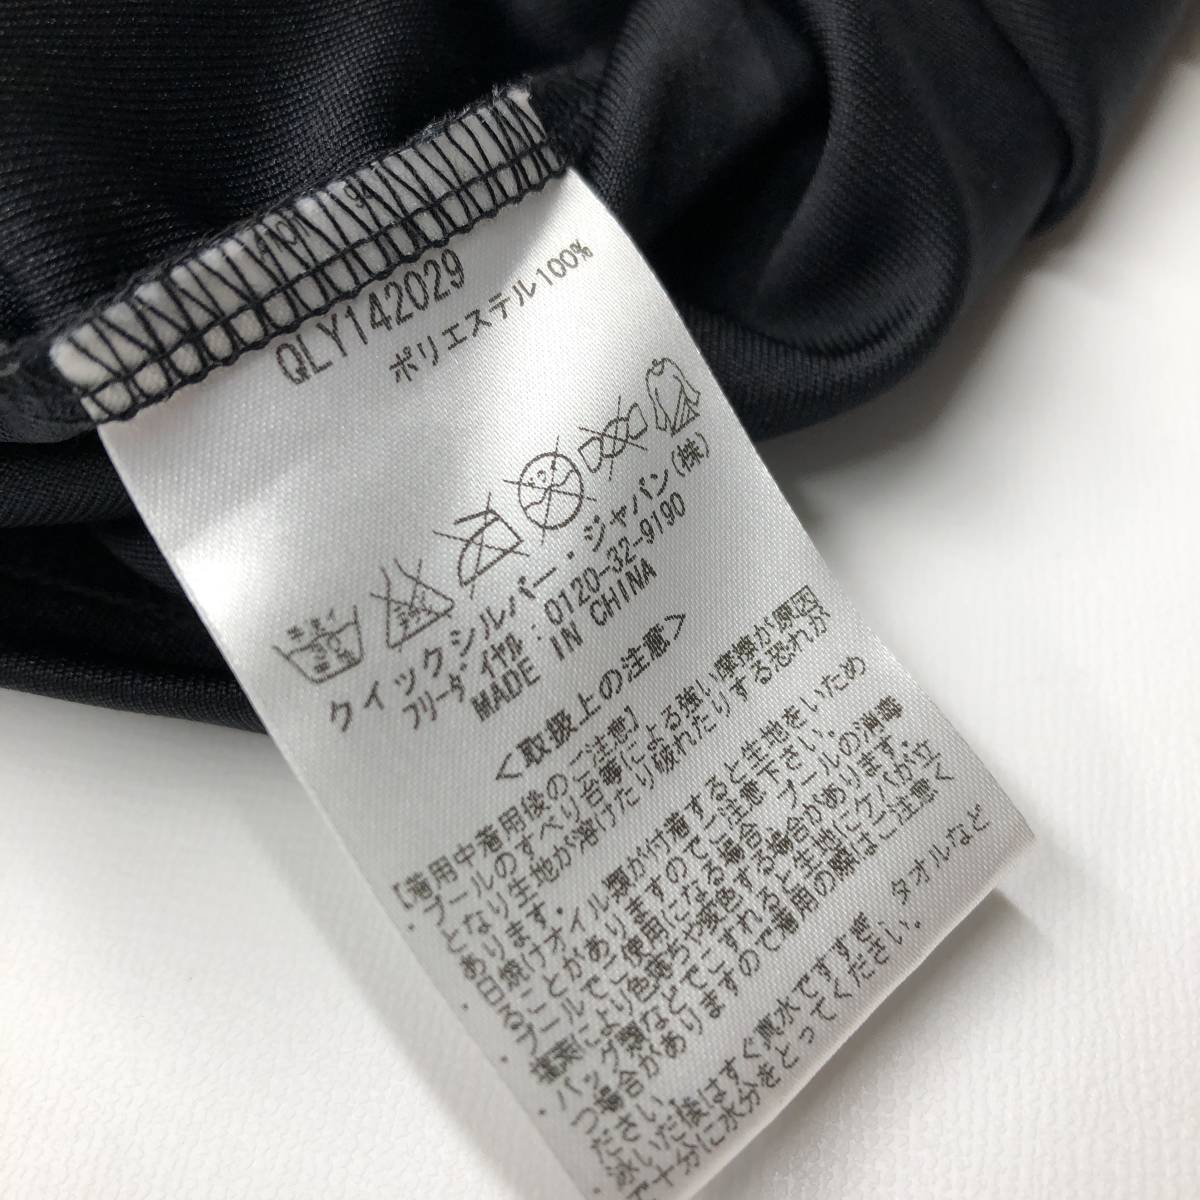 QLY142029
ポリエステル100%
クイックシルバー・ジャパン(株)
フリーダイヤル:0120-32-9190
MADE IN CHINA
<取扱上の注意>
【着用中着用後のご注意】
・プールのすべり台等による強い摩擦が原因
となり生地が溶けたり破れたりする恐れが
あります。
・日焼けオイル類が付着すると生地をいため
ることがありますのでご注意下さい。
・プールでご使用になる場合、プールの消毒
薬により色落ちや変色する場合があります。
・バッグ類などでこすれると生地にケバが立
つ場合がありますので着用の際はご注意く
ださい。
泳いだ後はすぐ真水ですすぎ、タオルなど
で十分に水分をとってください。